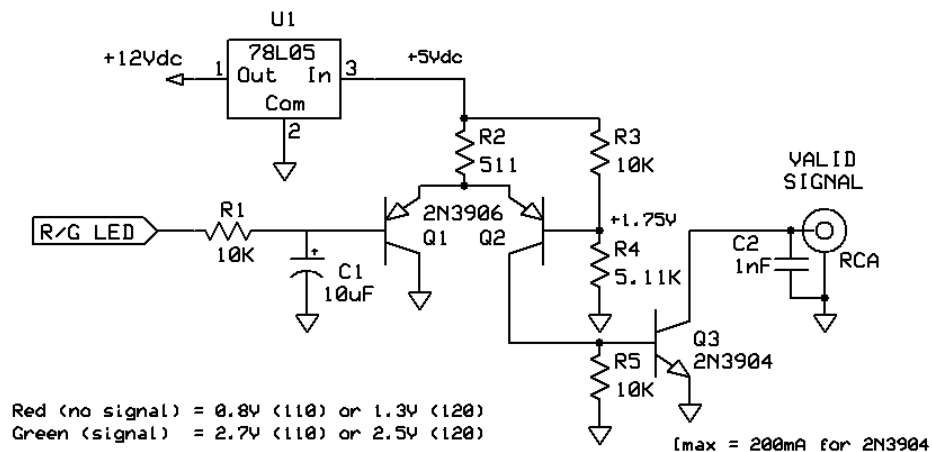 U1
78L05
+12Vdc
1 Out In 3
+5Vdc
Com
2
R2
511
R3
10K
VALID
SIGNAL
R/G LED
R1
10K
2N3906
Q1 Q2
+1.75V
R4
5.11K
C2
1nF
RCA
+
C1
10uF
Q3
2N3904
R5
10K
Red (no signal) = 0.8V (110) or 1.3V (120)
Green (signal) = 2.7V (110) or 2.5V (120)
Imax = 200mA for 2N3904